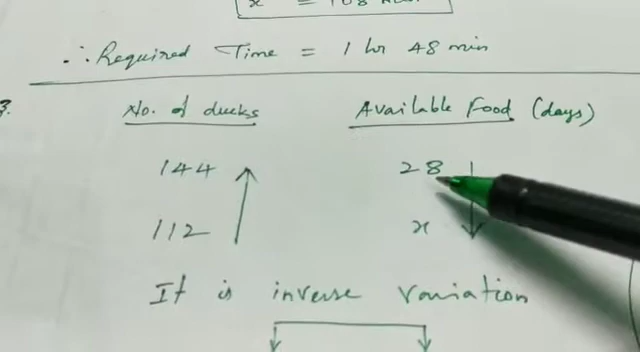 ∴ Required Time = 1 hr 48 min
3. No. of ducks Available Food (days)
144 28
112 x
It is inverse variation